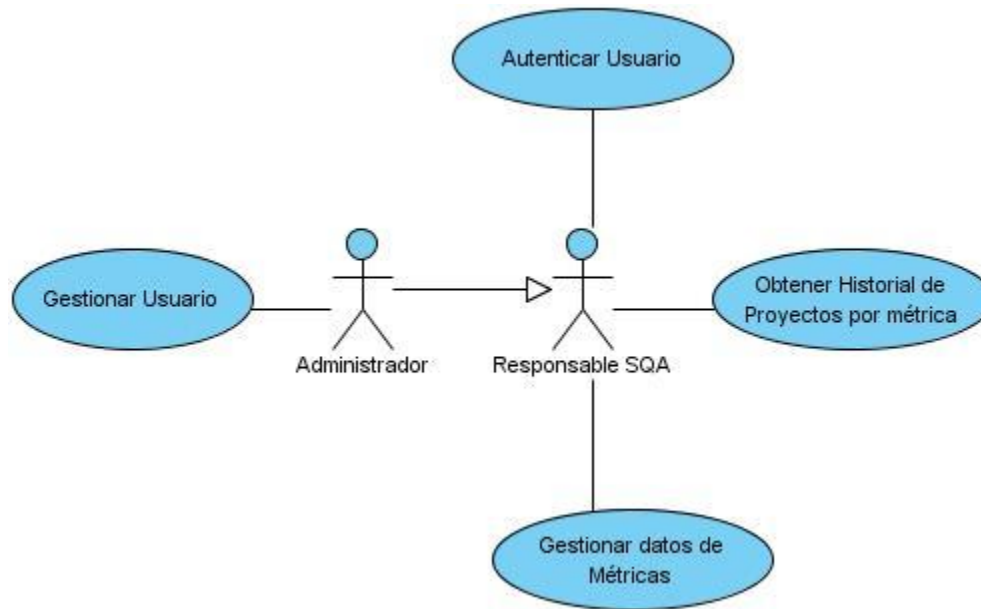 Autenticar Usuario
Gestionar Usuario
Administrador
Responsable SQA
Obtener Historial de
Proyectos por métrica
Gestionar datos de
Métricas